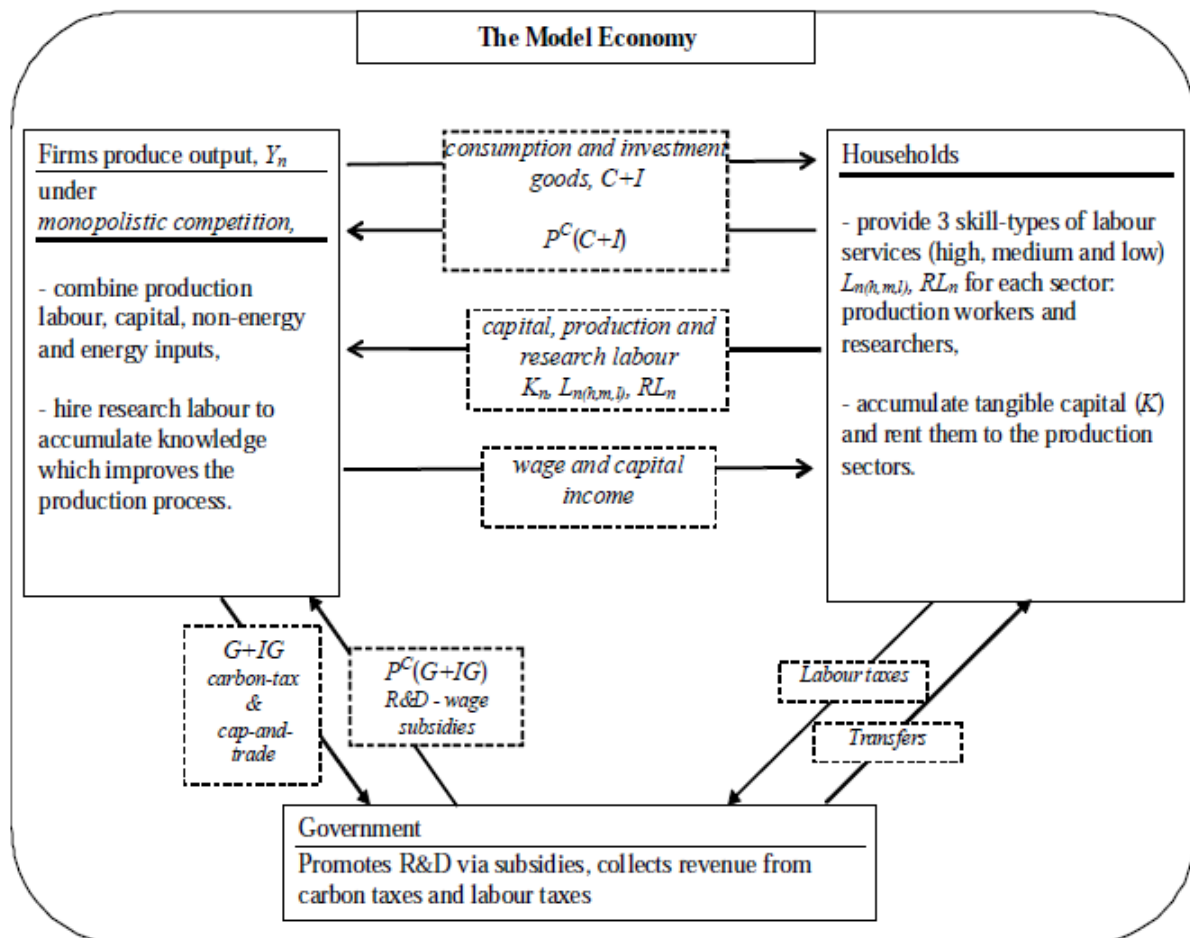 The Model Economy
Firms produce output, Yₙ
under
monopolistic competition,
- combine production
labour, capital, non-energy
and energy inputs,
- hire research labour to
accumulate knowledge
which improves the
production process.
consumption and investment
goods, C+I
Pᶜ(C+I)
capital, production and
research labour
Kₙ, Lₙ₍ₕ,ₘ,ₗ₎, RLₙ
wage and capital
income
Households
- provide 3 skill-types of labour
services (high, medium and low)
Lₙ₍ₕ,ₘ,ₗ₎, RLₙ for each sector:
production workers and
researchers,
- accumulate tangible capital (K)
and rent them to the production
sectors.
G+IG
carbon-tax
&
cap-and-
trade
Pᶜ(G+IG)
R&D - wage
subsidies
Labour taxes
Transfers
Government
Promotes R&D via subsidies, collects revenue from
carbon taxes and labour taxes